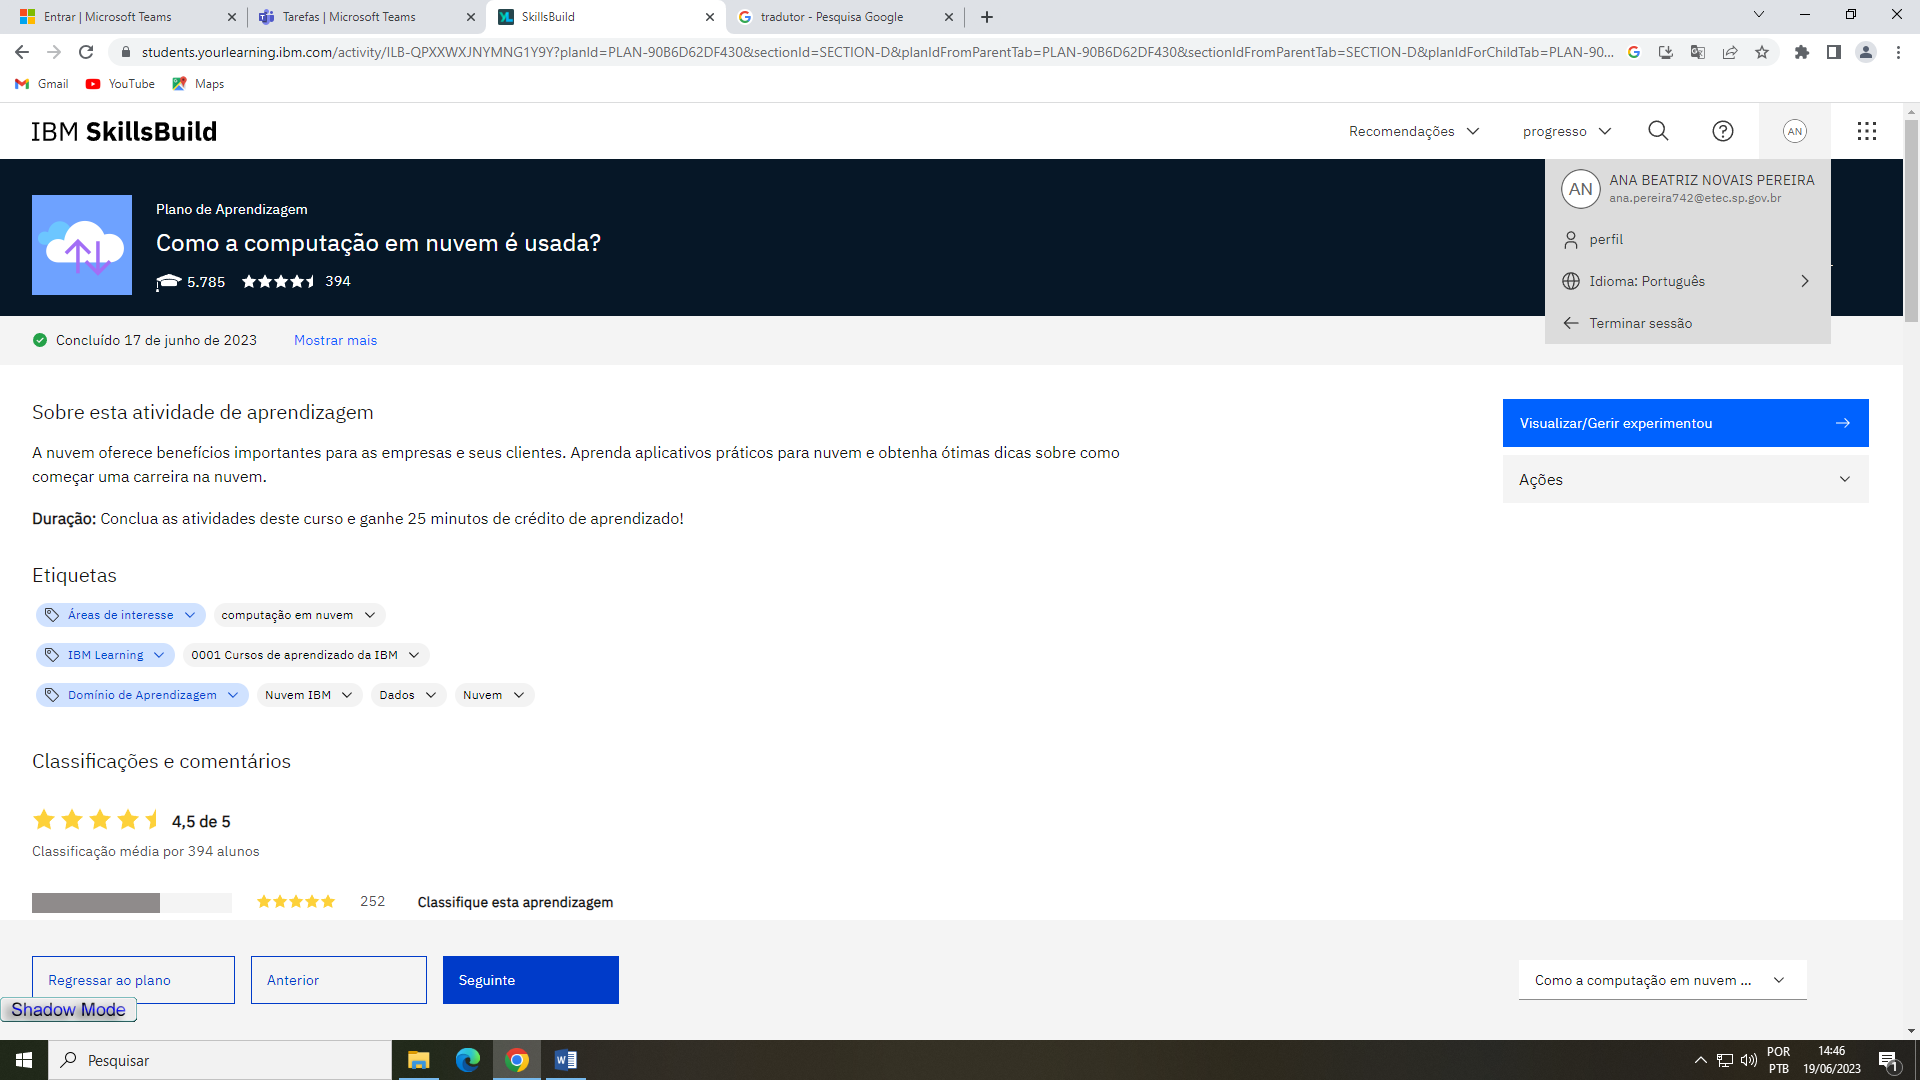 Entrar | Microsoft Teams
Tarefas | Microsoft Teams
SkillsBuild
tradutor - Pesquisa Google
students.yourlearning.ibm.com/activity/ILB-QPXXWXJNYMNG1Y9Y?planId=PLAN-90B6D62DF430&sectionId=SECTION-D&planIdFromParentTab=PLAN-90B6D62DF430&sectionIdFromParentTab=SECTION-D&planIdForChildTab=PLAN-90...
Gmail
YouTube
Maps
IBM SkillsBuild
Recomendações
progresso
AN
AN
ANA BEATRIZ NOVAIS PEREIRA
ana.pereira742@etec.sp.gov.br
perfil
Idioma: Português
Terminar sessão
Plano de Aprendizagem
Como a computação em nuvem é usada?
5.785
394
Concluído 17 de junho de 2023
Mostrar mais
Sobre esta atividade de aprendizagem
A nuvem oferece benefícios importantes para as empresas e seus clientes. Aprenda aplicativos práticos para nuvem e obtenha ótimas dicas sobre como
começar uma carreira na nuvem.
Duração: Conclua as atividades deste curso e ganhe 25 minutos de crédito de aprendizado!
Visualizar/Gerir experimentou
Ações
Etiquetas
Áreas de interesse
computação em nuvem
IBM Learning
0001 Cursos de aprendizado da IBM
Domínio de Aprendizagem
Nuvem IBM
Dados
Nuvem
Classificações e comentários
4,5 de 5
Classificação média por 394 alunos
252
Classifique esta aprendizagem
Regressar ao plano
Anterior
Seguinte
Como a computação em nuvem ...
Shadow Mode
Pesquisar
POR
PTB
14:46
19/06/2023
1